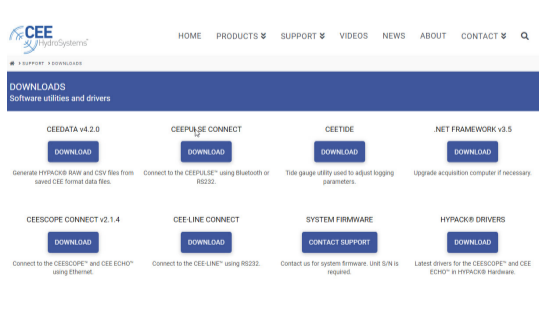 CEE
HydroSystems
HOME PRODUCTS SUPPORT VIDEOS NEWS ABOUT CONTACT
SUPPORT DOWNLOADS
DOWNLOADS
Software utilities and drivers
CEEDATA v4.2.0
DOWNLOAD
Generate HYPACK® RAW and CSV files from
saved CEE format data files.
CEEPULSE CONNECT
DOWNLOAD
Connect to the CEEPULSE™ using Bluetooth or
RS232.
CEETIDE
DOWNLOAD
Tide gauge utility used to adjust logging
parameters.
.NET FRAMEWORK v3.5
DOWNLOAD
Upgrade acquisition computer if necessary.
CEESCOPE CONNECT v2.1.4
DOWNLOAD
Connect to the CEESCOPE™ and CEE ECHO™
using Ethernet.
CEE-LINE CONNECT
DOWNLOAD
Connect to the CEE-LINE™ using RS232.
SYSTEM FIRMWARE
CONTACT SUPPORT
Contact us for system firmware. Unit S/N is
required.
HYPACK® DRIVERS
DOWNLOAD
Latest drivers for the CEESCOPE™ and CEE
ECHO™ in HYPACK® Hardware.